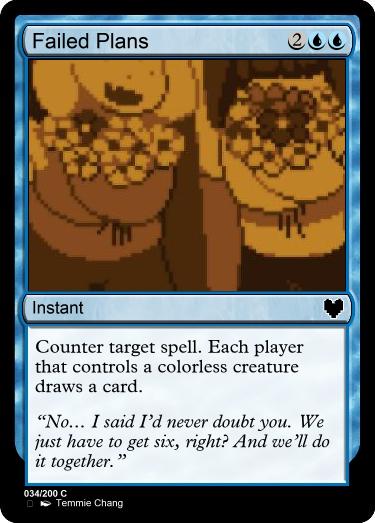 Failed Plans 2
Instant
Counter target spell. Each player
that controls a colorless creature
draws a card.
“No… I said I’d never doubt you. We
just have to get six, right? And we’ll do
it together.”
034/200 C
Temmie Chang